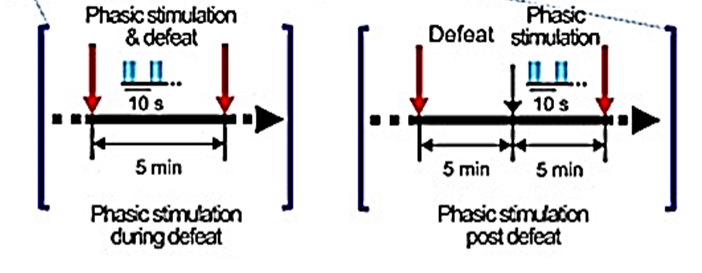 Phasic stimulation
& defeat
10 s
5 min
Phasic stimulation
during defeat
Defeat
Phasic
stimulation
10 s
5 min
5 min
Phasic stimulation
post defeat